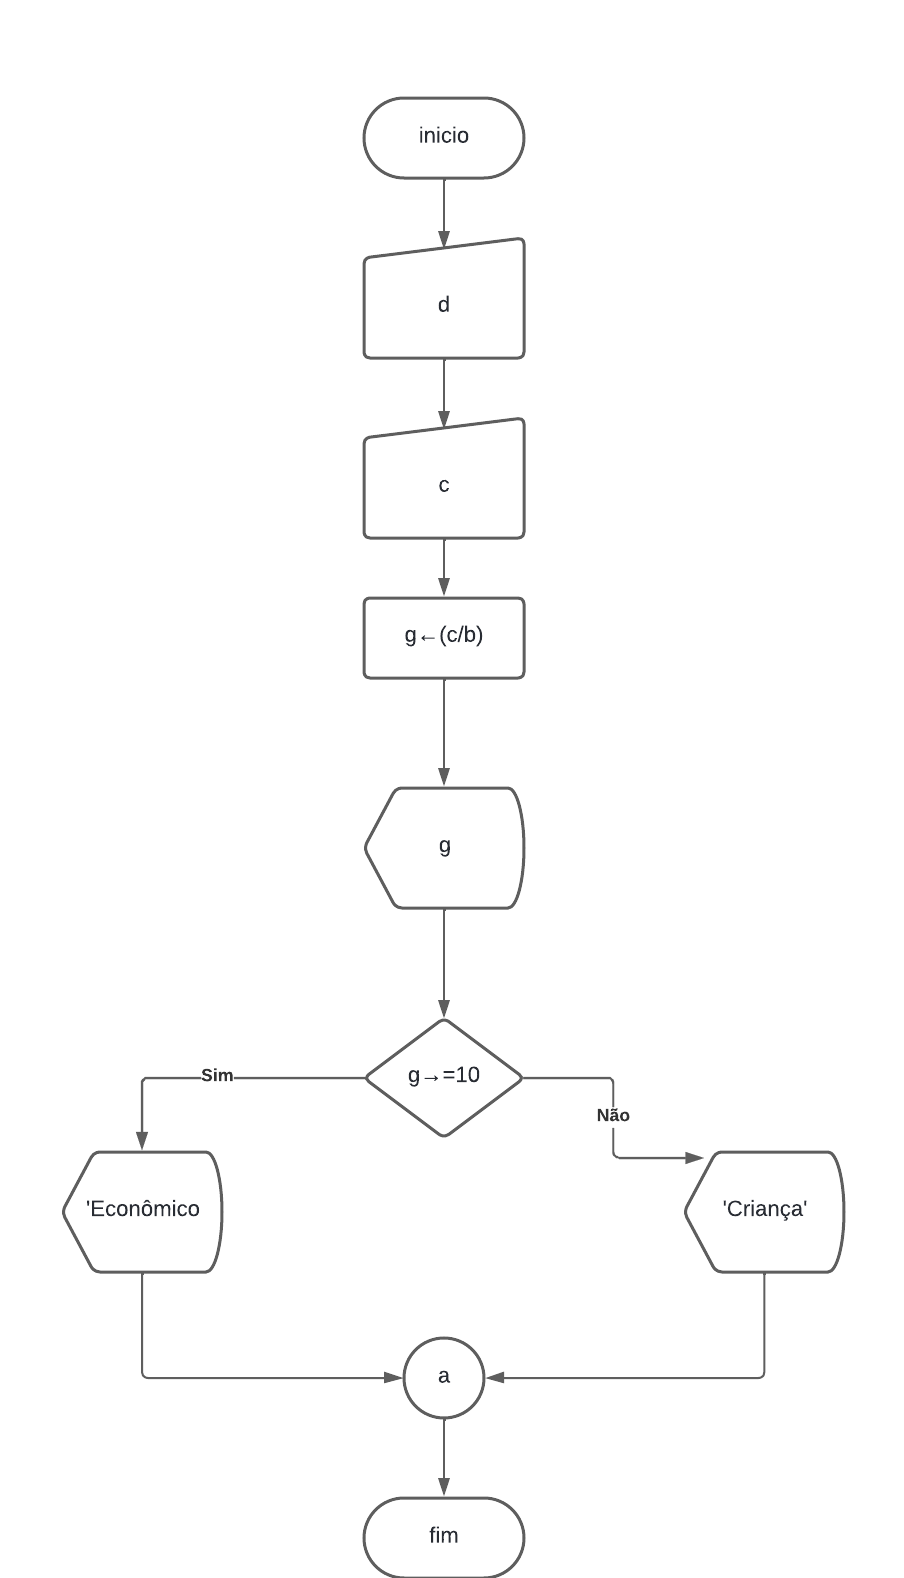 inicio
d
c
g←(c/b)
g
g→=10
Sim
Não
'Econômico
'Criança'
a
fim